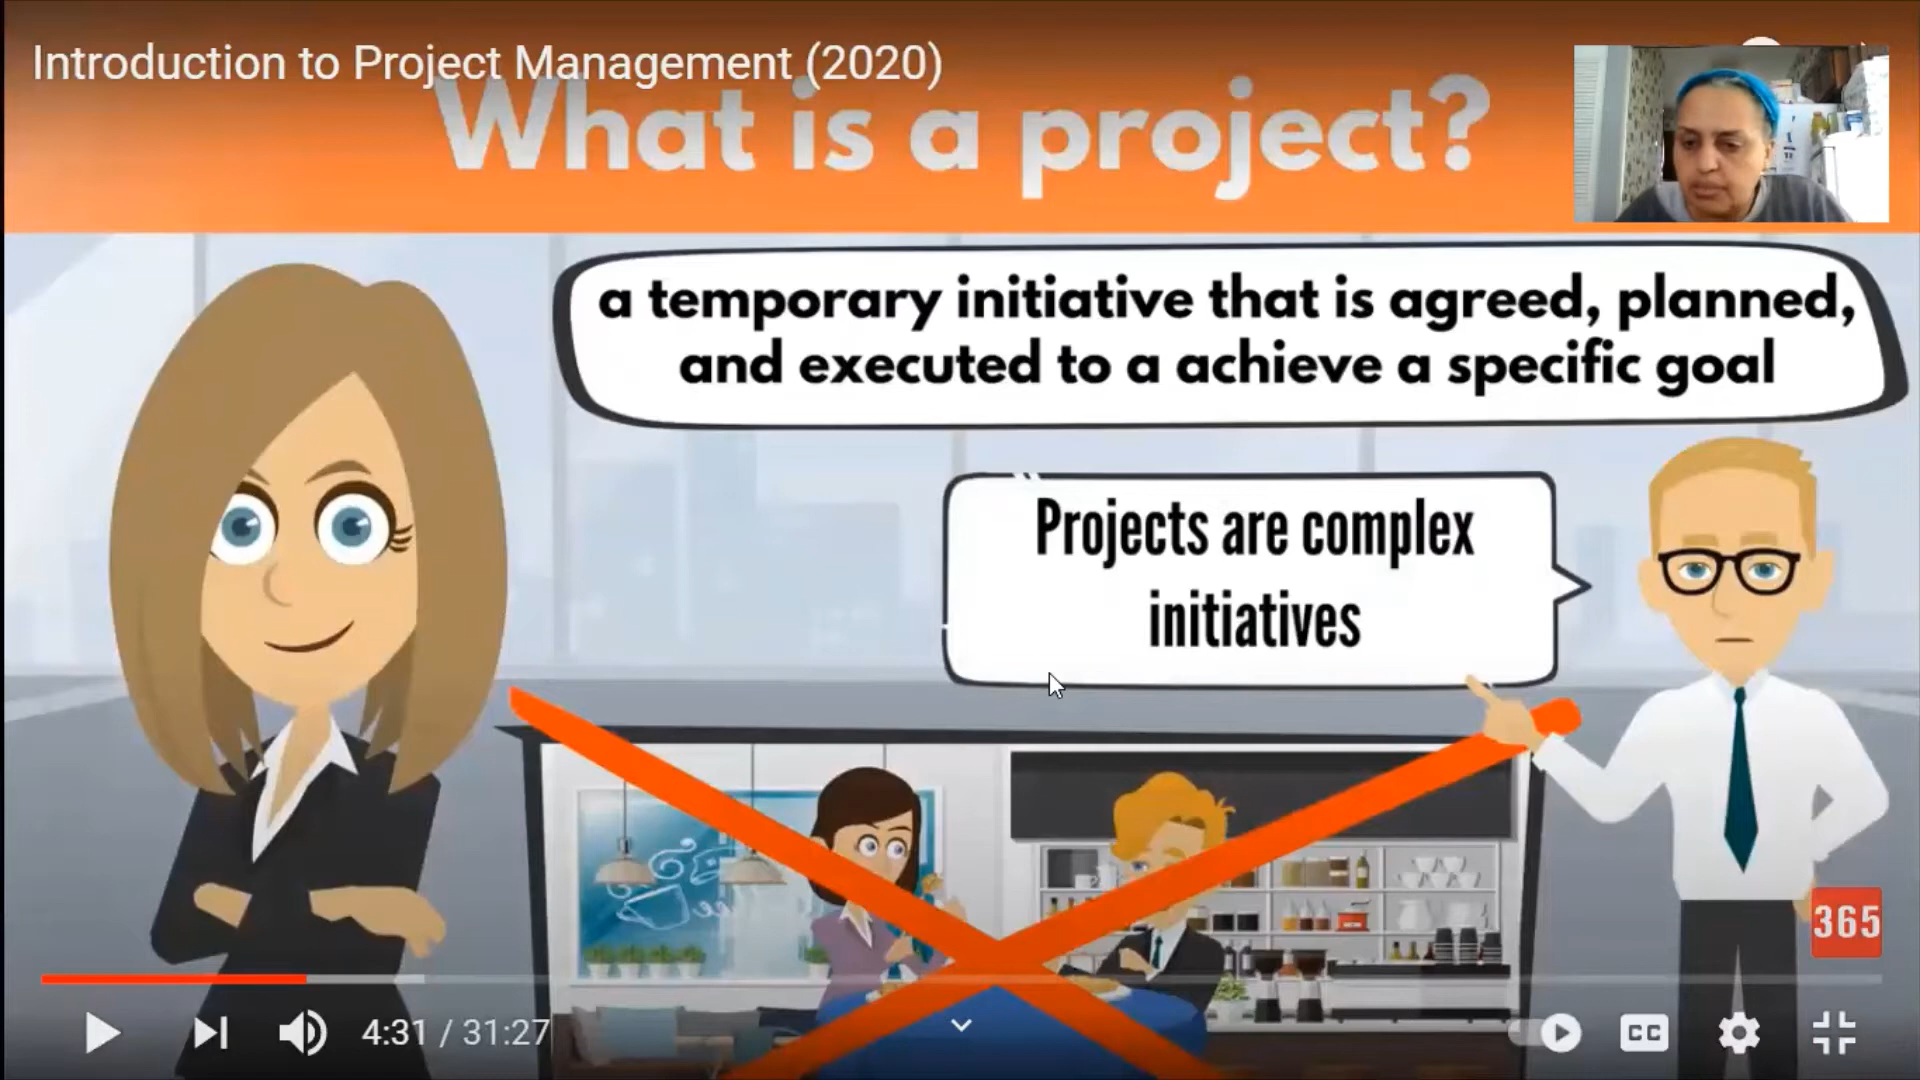 Introduction to Project Management (2020)
What is a project?
a temporary initiative that is agreed, planned,
and executed to a achieve a specific goal
Projects are complex
initiatives
365
4:31 / 31:27
CC